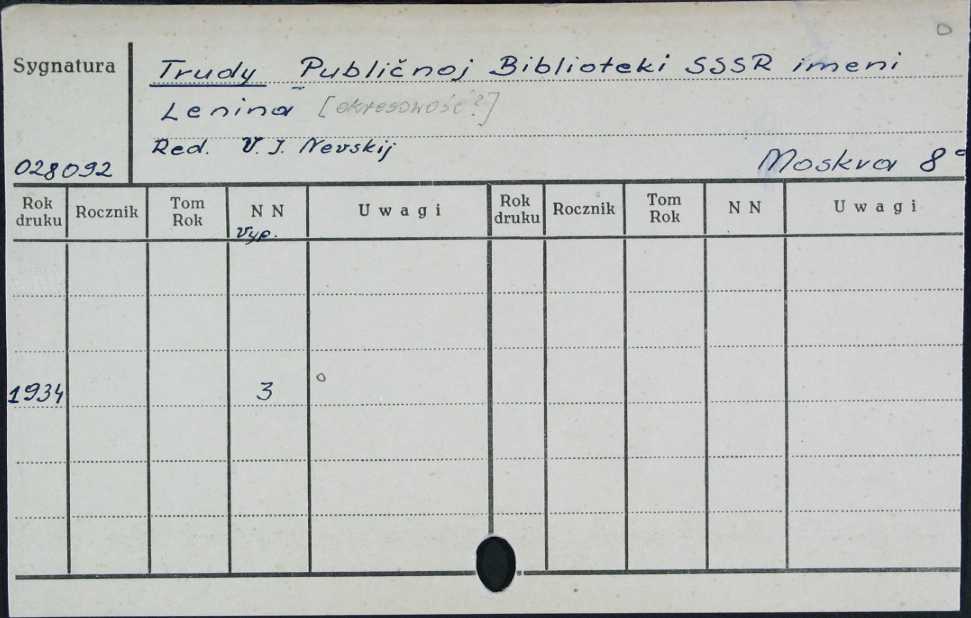 Sygnatura
Trudy Publičnoj Biblioteki SSSR imeni
Lenina [okresowość?]
Red. V. I. Nevskij
028092
Moskva 8°
Rok druku Rocznik Tom Rok N N U w a g i Rok druku Rocznik Tom Rok N N U w a g i
Vyp.
1934 3